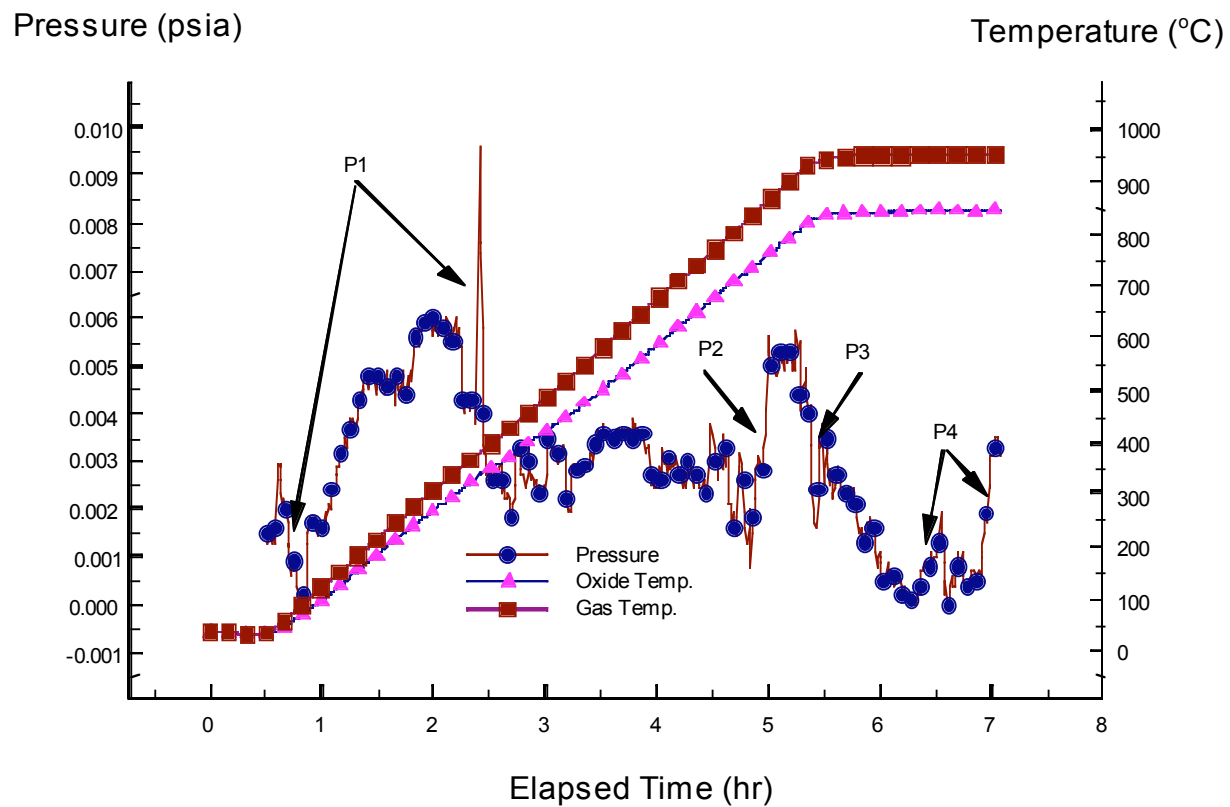 Pressure (psia)
Temperature (°C)
0.010
0.009
0.008
0.007
0.006
0.005
0.004
0.003
0.002
0.001
0.000
-0.001
1000
900
800
700
600
500
400
300
200
100
0
P1
P2
P3
P4
Pressure
Oxide Temp.
Gas Temp.
0 1 2 3 4 5 6 7 8
Elapsed Time (hr)